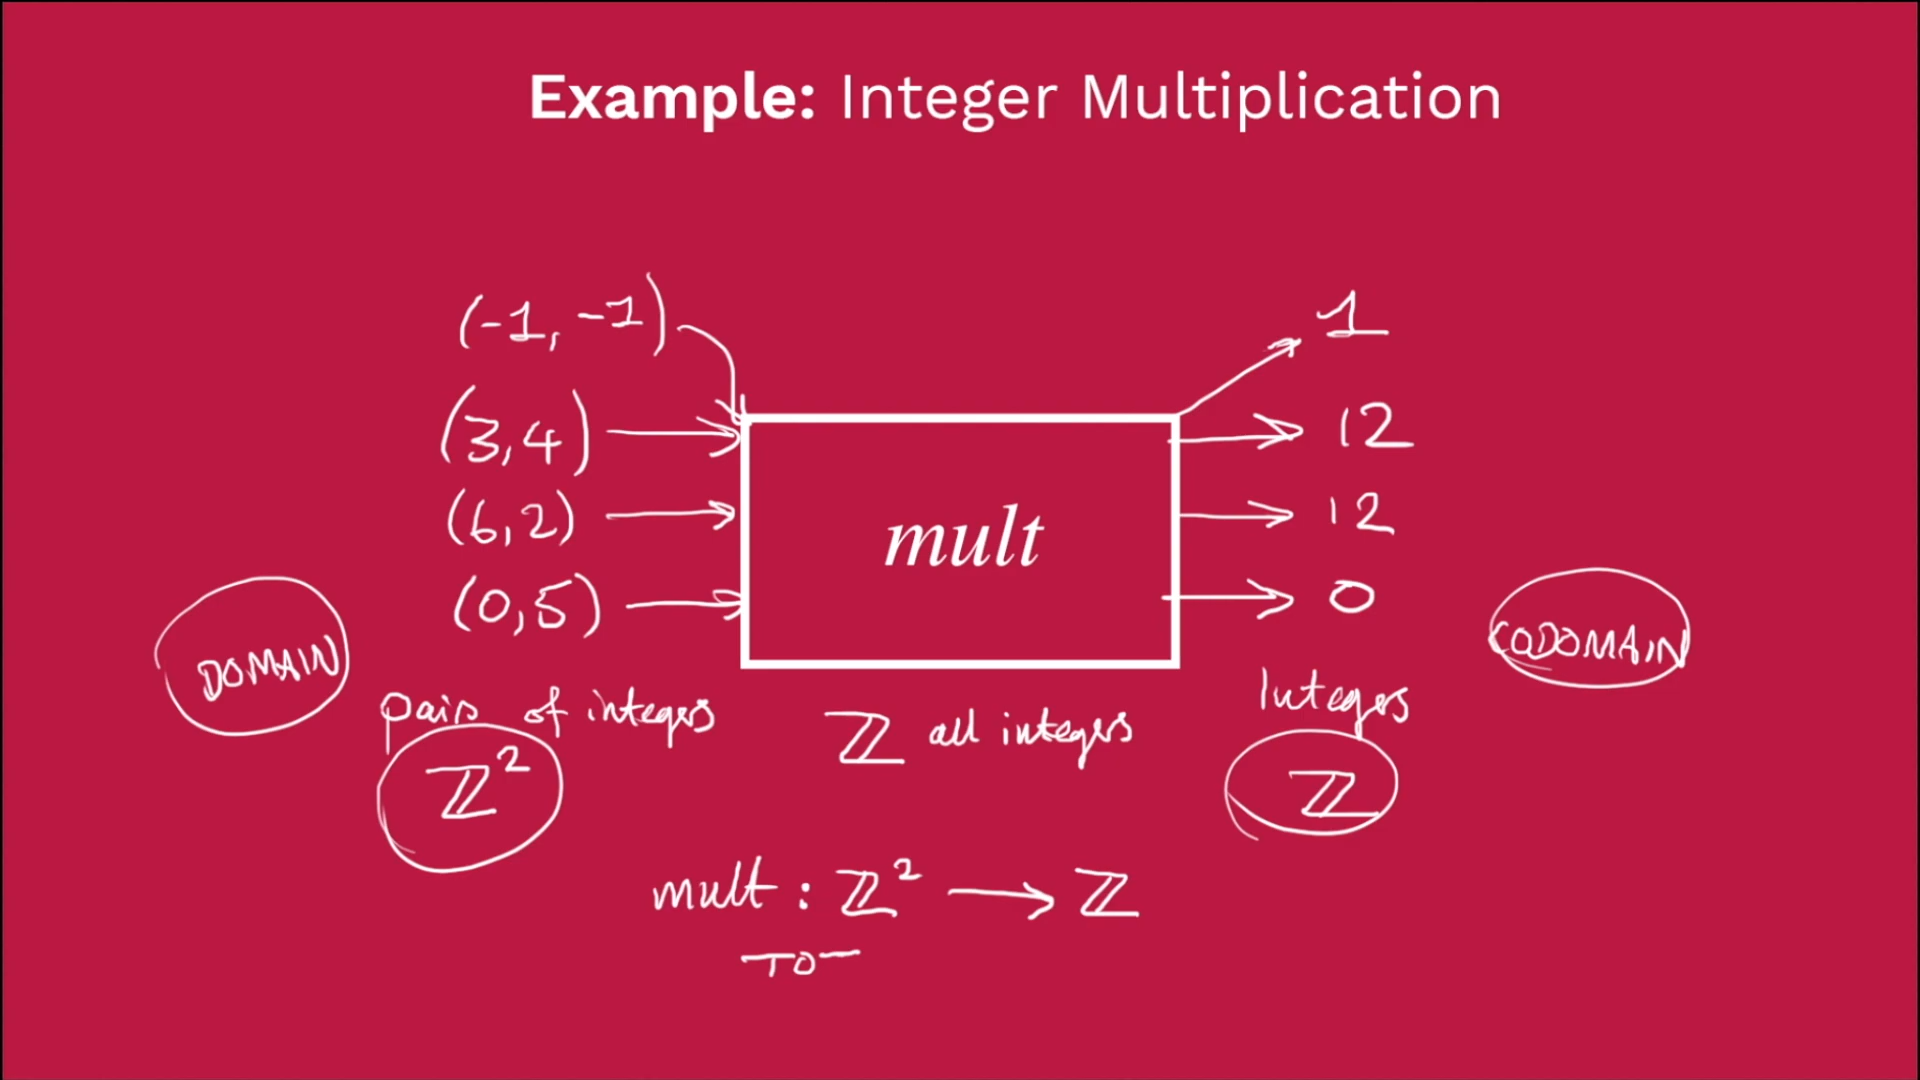 Example: Integer Multiplication
(-1, -1) 1
(3,4) 12
(6,2) mult 12
(0,5) 0
DOMAIN CODOMAIN
pairs of integers ℤ all integers Integers
ℤ² ℤ
mult : ℤ² → ℤ
TOT